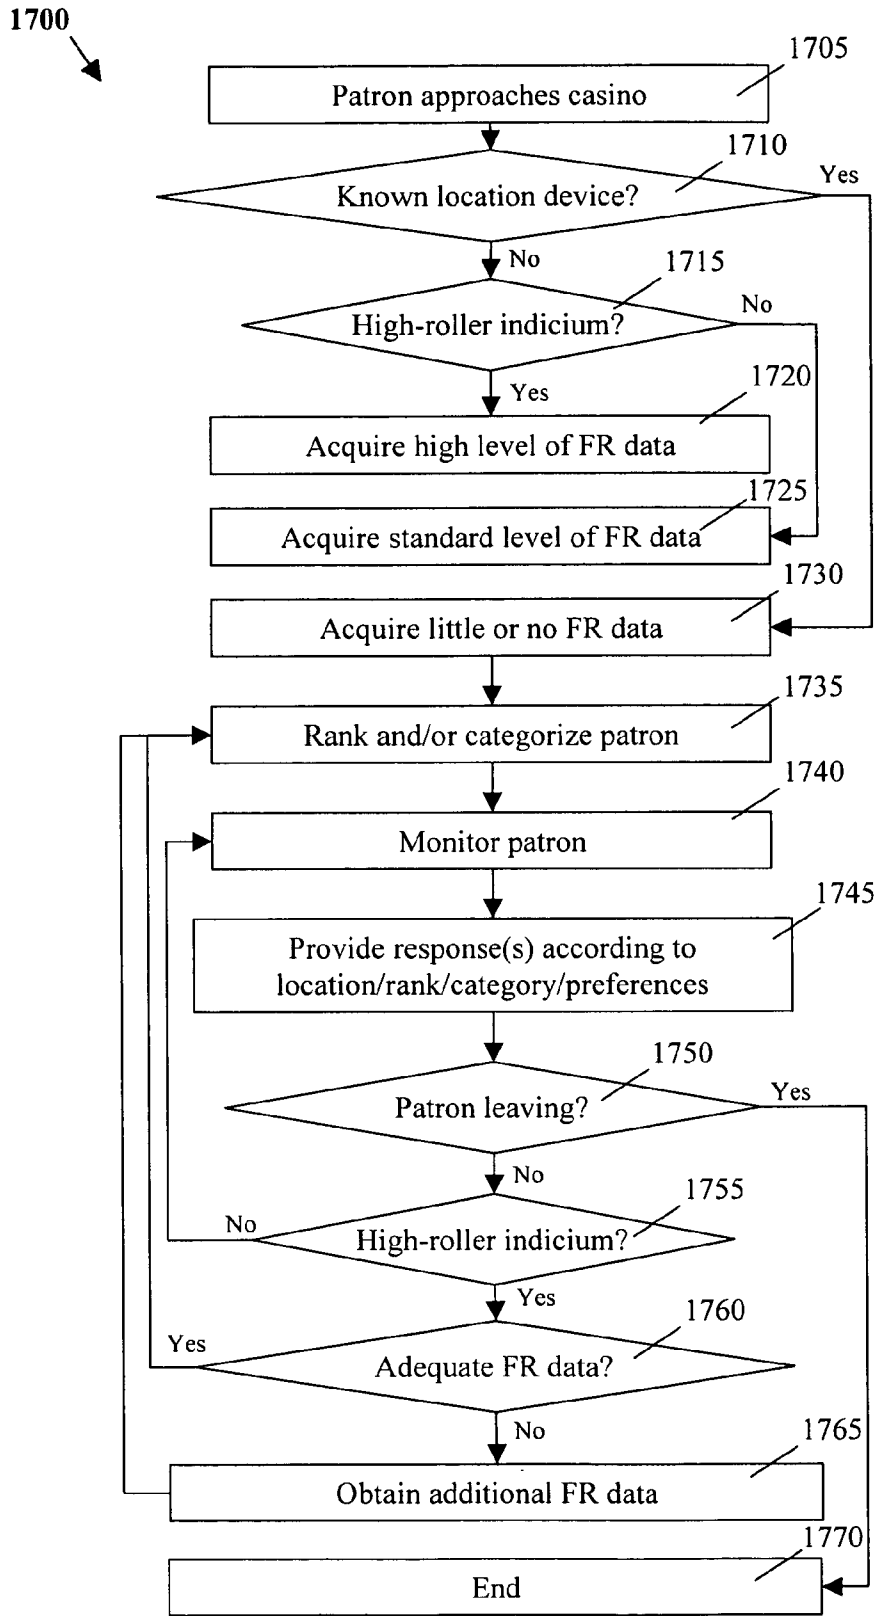 1700
1705
Patron approaches casino
1710
Yes
Known location device?
No
1715
No
High-roller indicium?
1720
Yes
Acquire high level of FR data
1725
Acquire standard level of FR data
1730
Acquire little or no FR data
1735
Rank and/or categorize patron
1740
Monitor patron
1745
Provide response(s) according to
location/rank/category/preferences
1750
Yes
Patron leaving?
No
1755
No
High-roller indicium?
Yes
1760
Yes
Adequate FR data?
No
1765
Obtain additional FR data
1770
End